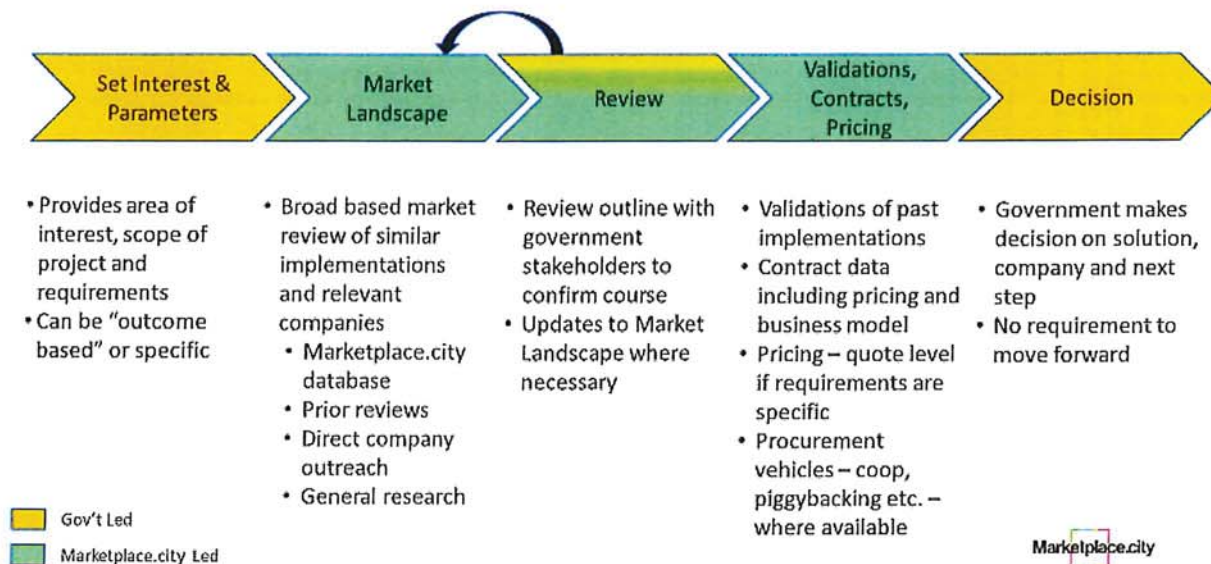 Set Interest &
Parameters
Market
Landscape
Review
Validations,
Contracts,
Pricing
Decision
• Provides area of
interest, scope of
project and
requirements
• Can be “outcome
based” or specific
• Broad based market
review of similar
implementations
and relevant
companies
• Marketplace.city
database
• Prior reviews
• Direct company
outreach
• General research
• Review outline with
government
stakeholders to
confirm course
• Updates to Market
Landscape where
necessary
• Validations of past
implementations
• Contract data
including pricing and
business model
• Pricing – quote level
if requirements are
specific
• Procurement
vehicles – coop,
piggybacking etc. –
where available
• Government makes
decision on solution,
company and next
step
• No requirement to
move forward
Gov't Led
Marketplace.city Led
Marketplace.city